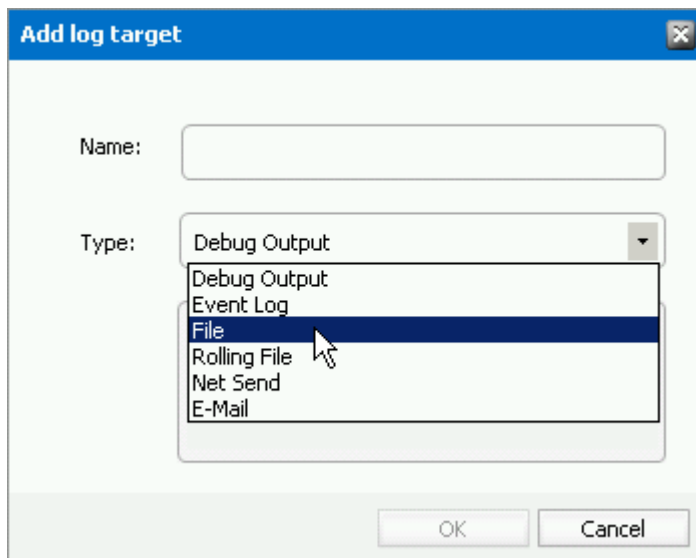 Add log target
Name:
Type:
Debug Output
Debug Output
Event Log
File
Rolling File
Net Send
E-Mail
OK
Cancel